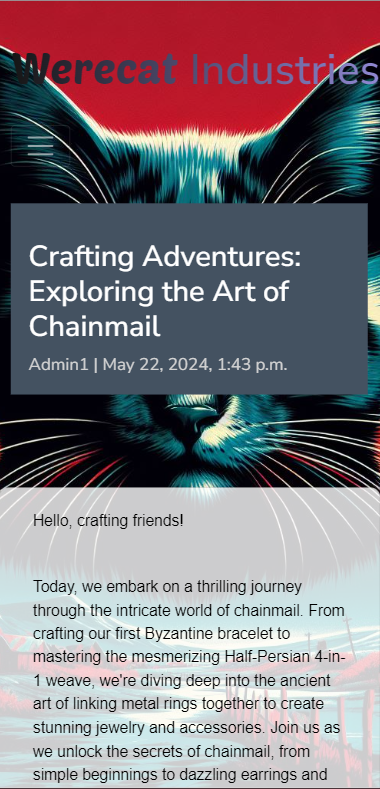 Werecat Industries
Crafting Adventures:
Exploring the Art of
Chainmail
Admin1 | May 22, 2024, 1:43 p.m.
Hello, crafting friends!
Today, we embark on a thrilling journey
through the intricate world of chainmail. From
crafting our first Byzantine bracelet to
mastering the mesmerizing Half-Persian 4-in-
1 weave, we're diving deep into the ancient
art of linking metal rings together to create
stunning jewelry and accessories. Join us as
we unlock the secrets of chainmail, from
simple beginnings to dazzling earrings and